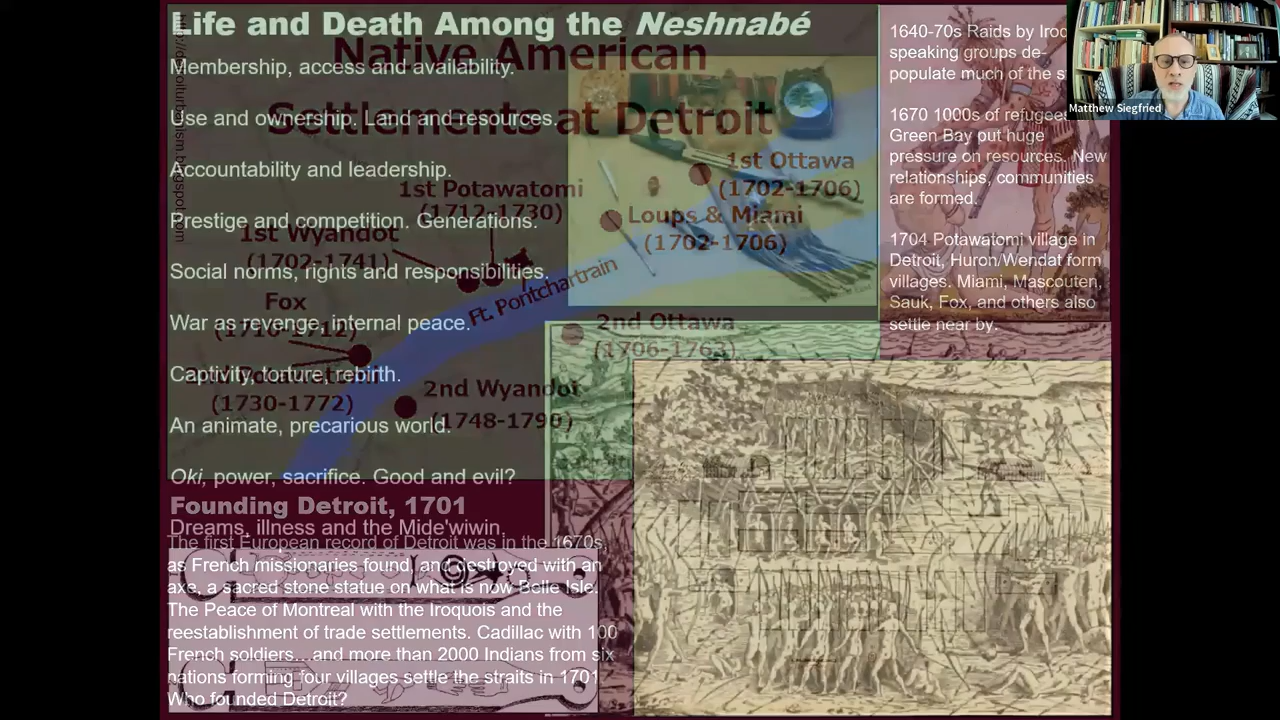 Life and Death Among the Neshnabé
Membership, access and availability.
Use and ownership. Land and resources.
Accountability and leadership.
Prestige and competition. Generations.
Social norms, rights and responsibilities.
War as revenge, internal peace.
Captivity, torture, rebirth.
An animate, precarious world.
Oki, power, sacrifice. Good and evil?
Dreams, illness and the Mide'wiwin.
Native American
Settlements at Detroit
1st Ottawa
(1702-1706)
1st Potawatomi
(1712-1730)
Loups & Miami
(1702-1706)
1st Wyandot
(1702-1741)
Ft. Pontchartrain
Fox
(1710-1712)
2nd Ottawa
(1706-1763)
(1730-1772)
2nd Wyandot
(1748-1790)
Founding Detroit, 1701
The first European record of Detroit was in the 1670s,
as French missionaries found, and destroyed with an
axe, a sacred stone statue on what is now Belle Isle.
The Peace of Montreal with the Iroquois and the
reestablishment of trade settlements. Cadillac with 100
French soldiers...and more than 2000 Indians from six
nations forming four villages settle the straits in 1701
Who founded Detroit?
1640-70s Raids by Iroq
speaking groups de-
populate much of the s
1670 1000s of refugees
Green Bay put huge
pressure on resources. New
relationships, communities
are formed.
1704 Potawatomi village in
Detroit, Huron/Wendat form
villages. Miami, Mascouten,
Sauk, Fox, and others also
settle near by.
Matthew Siegfried